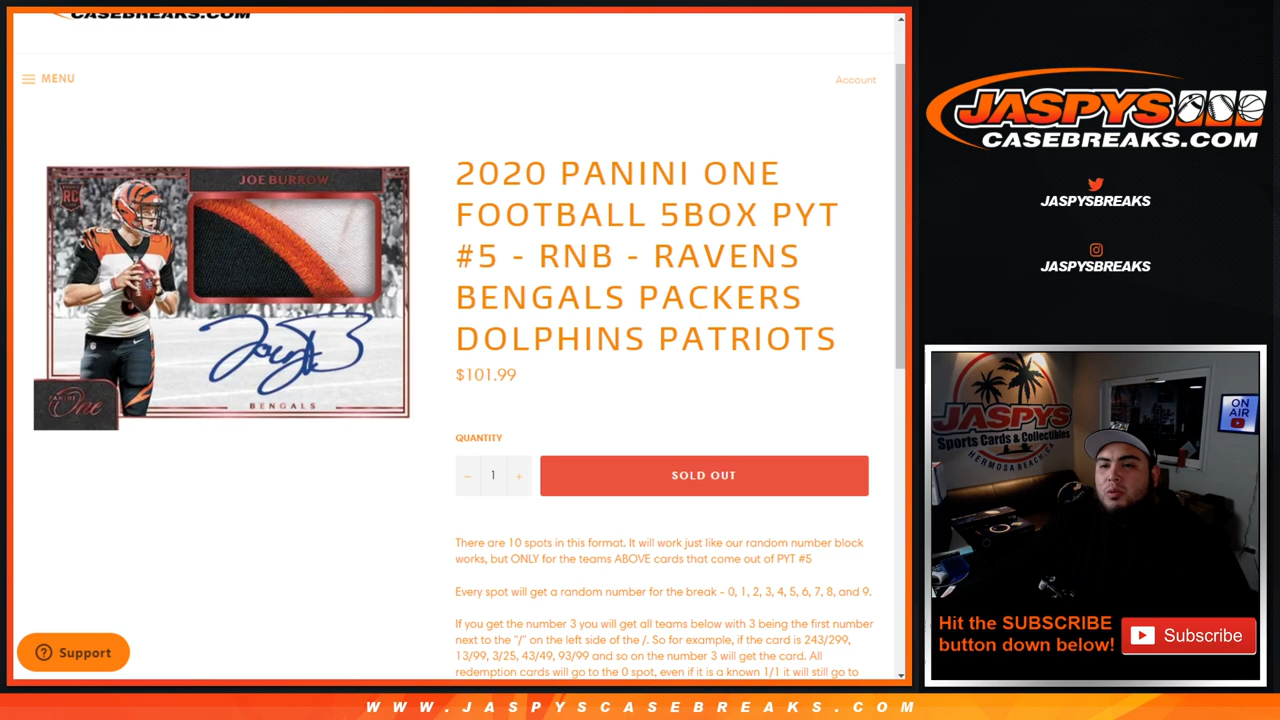 CASEBREAKS.COM
MENU
Account
JOE BURROW
RC
BENGALS
PANINI
One
2020 PANINI ONE
FOOTBALL 5BOX PYT
#5 - RNB - RAVENS
BENGALS PACKERS
DOLPHINS PATRIOTS
$101.99
QUANTITY
− 1 +
SOLD OUT
There are 10 spots in this format. It will work just like our random number block
works, but ONLY for the teams ABOVE cards that come out of PYT #5
Every spot will get a random number for the break - 0, 1, 2, 3, 4, 5, 6, 7, 8, and 9.
If you get the number 3 you will get all teams below with 3 being the first number
next to the "/" on the left side of the /. So for example, if the card is 243/299,
13/99, 3/25, 43/49, 93/99 and so on the number 3 will get the card. All
redemption cards will go to the 0 spot, even if it is a known 1/1 it will still go to
Support
JASPYS
CASEBREAKS.COM
JASPYSBREAKS
JASPYSBREAKS
JASPYS
Sports Cards & Collectibles
HERMOSA BEACH, CA
ON
AIR
Hit the SUBSCRIBE
button down below!
Subscribe
WWW.JASPYSCASEBREAKS.COM